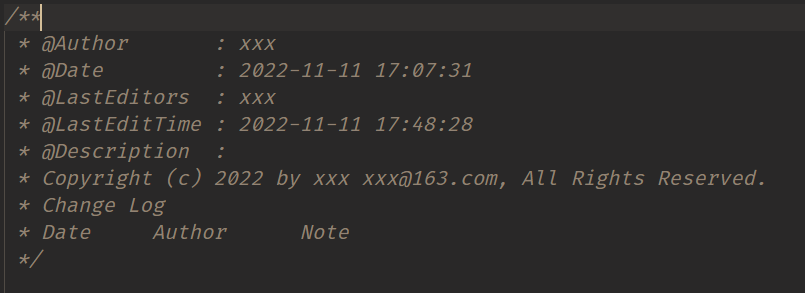 /**
* @Author       : xxx
* @Date         : 2022-11-11 17:07:31
* @LastEditors  : xxx
* @LastEditTime : 2022-11-11 17:48:28
* @Description  :
* Copyright (c) 2022 by xxx xxx@163.com, All Rights Reserved.
* Change Log
* Date     Author      Note
*/